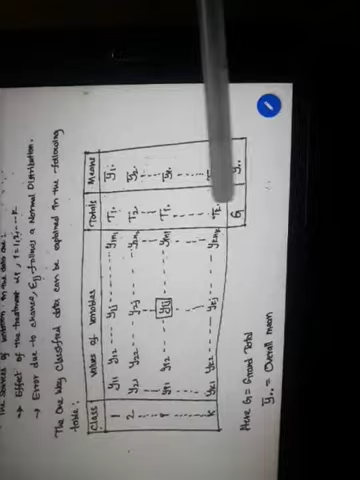 → Effect of the treatment αi, i=1,2,---k
→ Error due to chance, Eij follows a Normal Distribution.
The One Way Classified data can be explained in the following
table:
Class Values of Variables Totals Means
1 y11 y12 --- y1j --- y1n1 T1. ȳ1.
2 y21 y22 --- y2j --- y2n2 T2. ȳ2.
i yi1 yi2 --- yij --- yini Ti. ȳi.
k yk1 yk2 --- ykj --- yknk Tk.
G ȳ..
Here G = Grand Total
ȳ.. = Overall mean